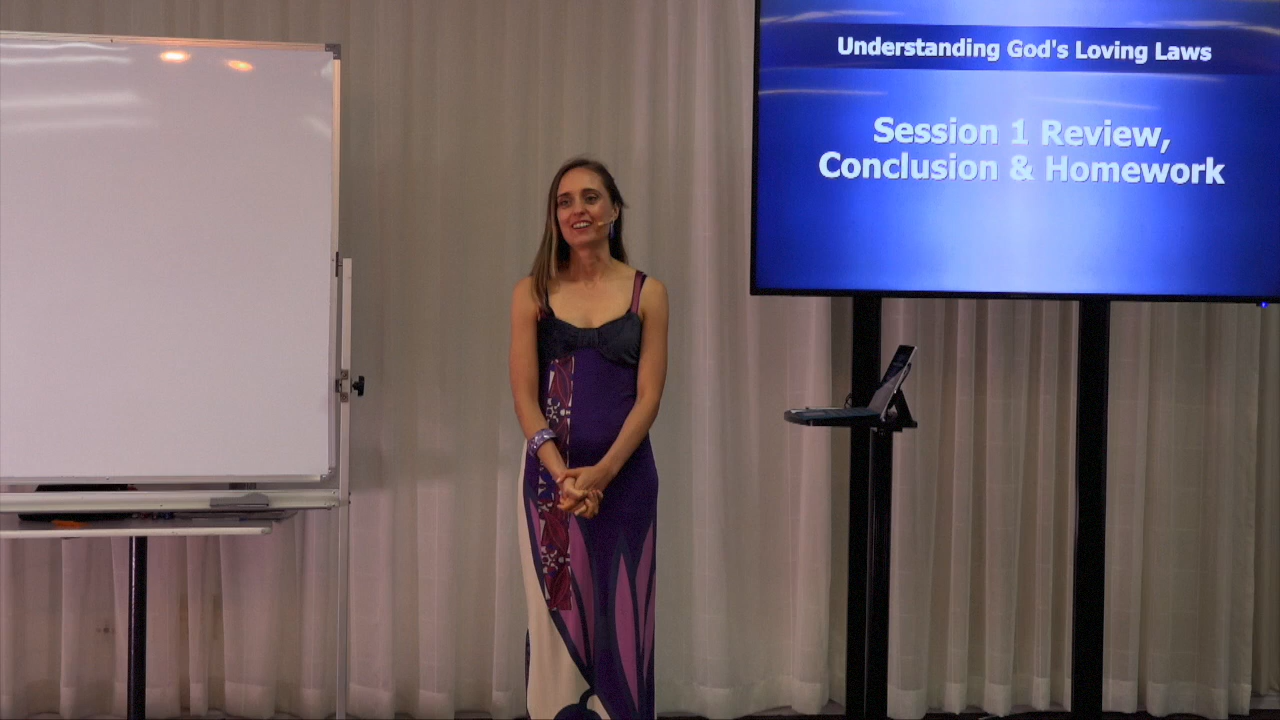 Understanding God's Loving Laws
Session 1 Review,
Conclusion & Homework